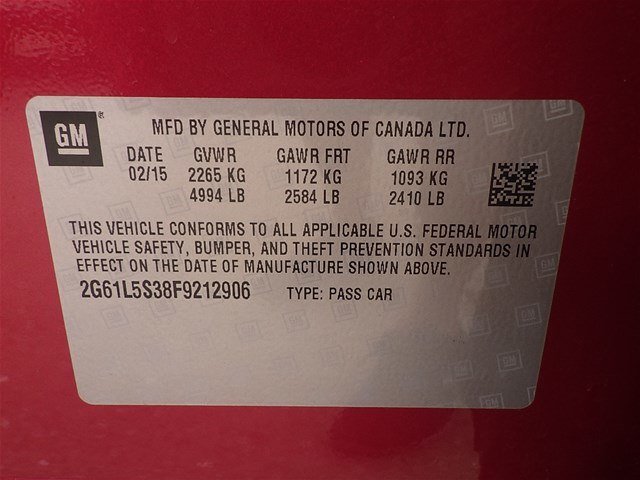 GM
MFD BY GENERAL MOTORS OF CANADA LTD.
DATE GVWR GAWR FRT GAWR RR
02/15 2265 KG 1172 KG 1093 KG
4994 LB 2584 LB 2410 LB
THIS VEHICLE CONFORMS TO ALL APPLICABLE U.S. FEDERAL MOTOR
VEHICLE SAFETY, BUMPER, AND THEFT PREVENTION STANDARDS IN
EFFECT ON THE DATE OF MANUFACTURE SHOWN ABOVE.
2G61L5S38F9212906 TYPE: PASS CAR